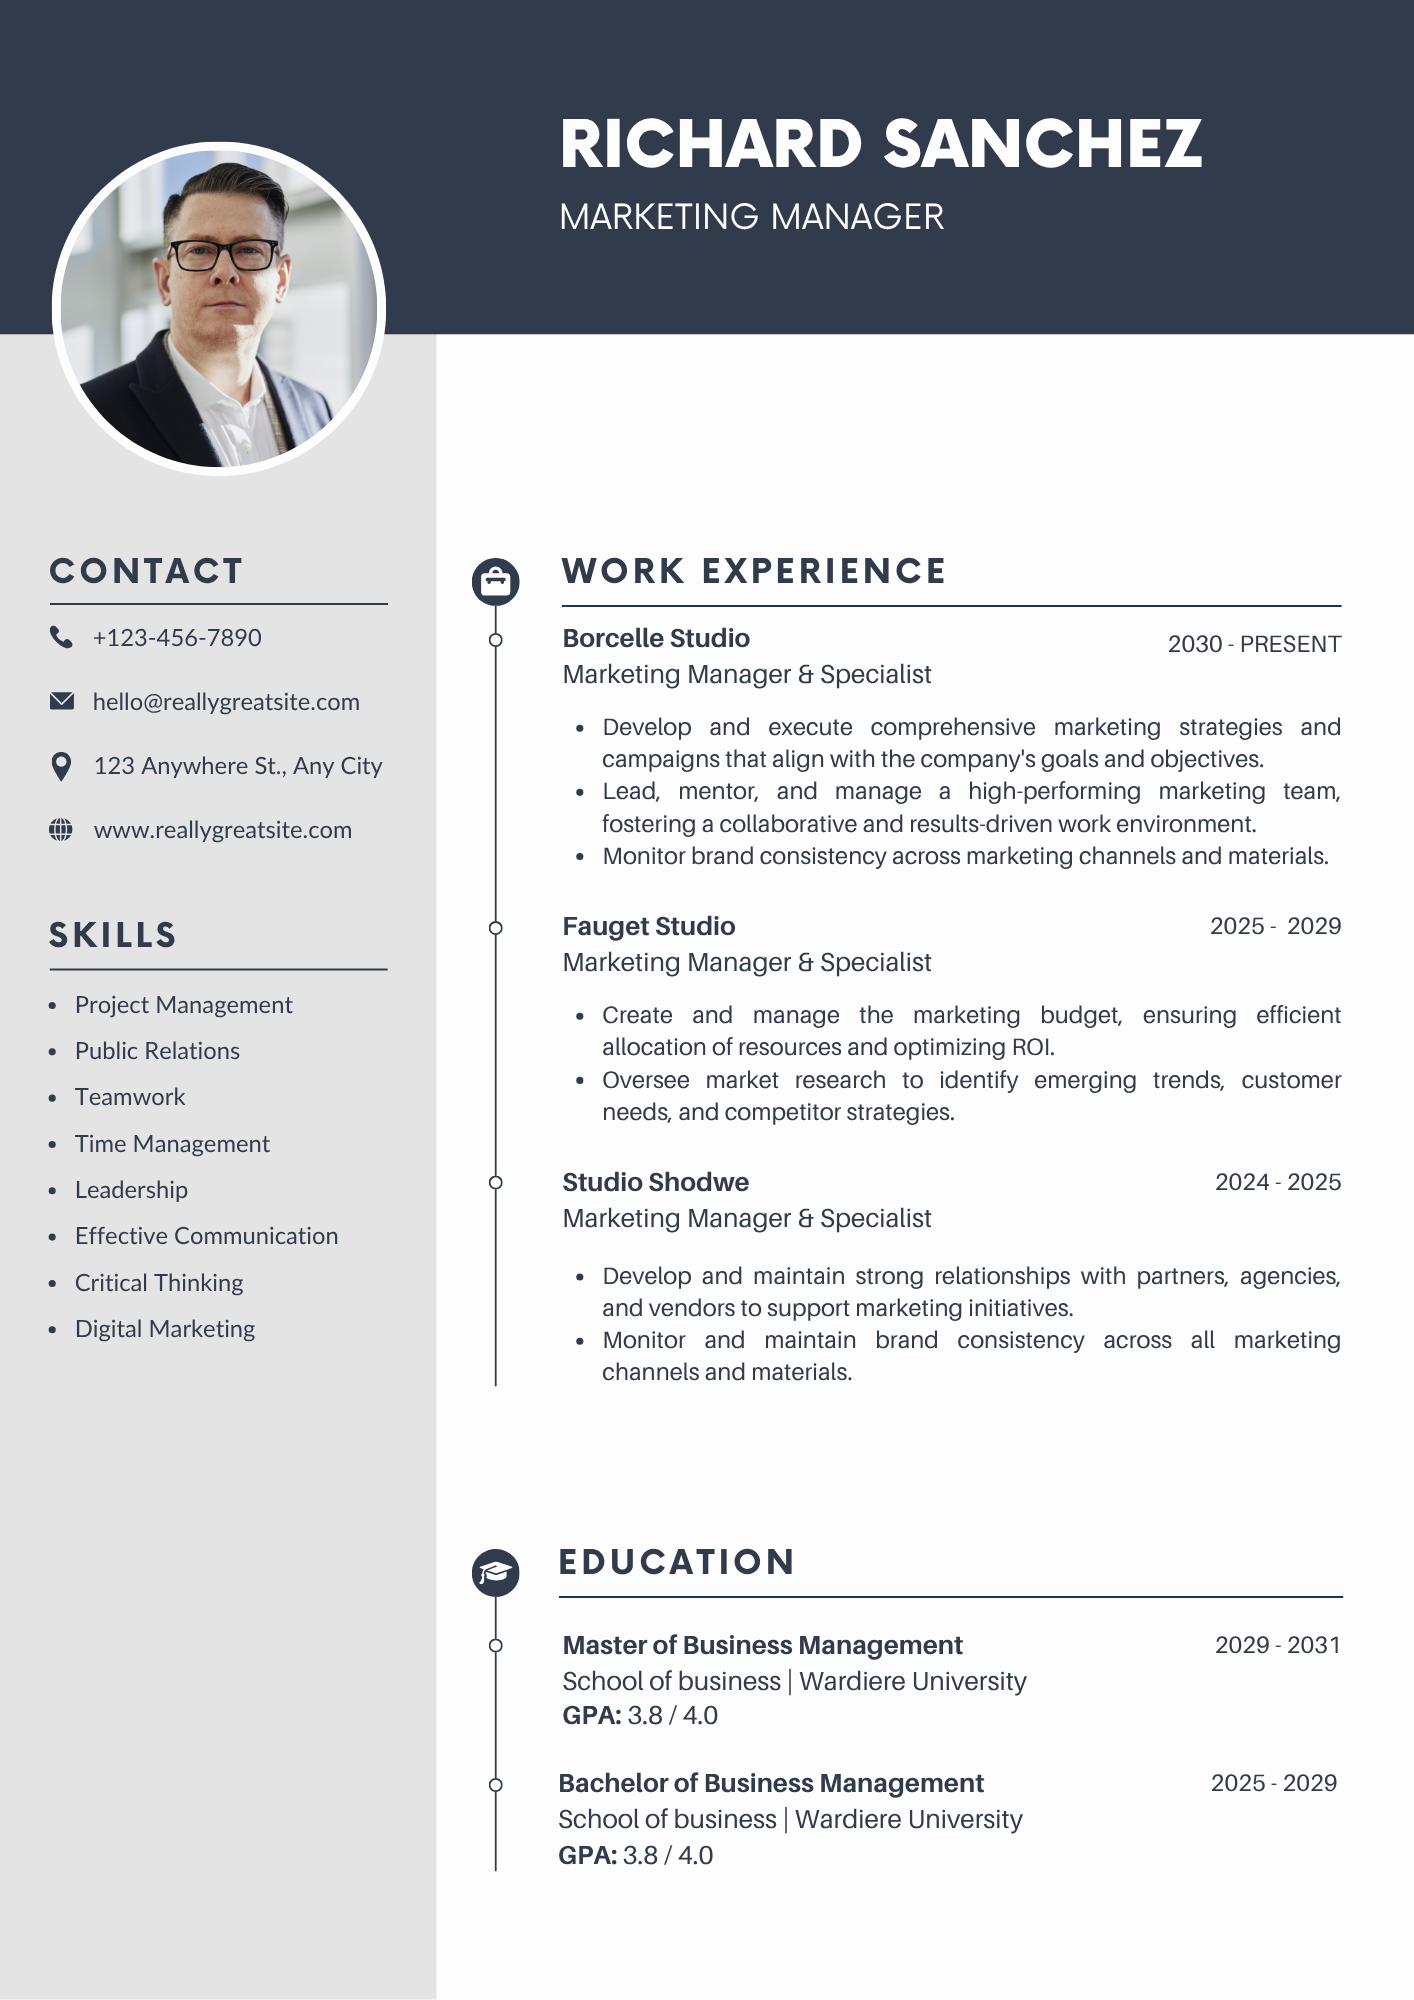 RICHARD SANCHEZ
MARKETING MANAGER
CONTACT
+123-456-7890
hello@reallygreatsite.com
123 Anywhere St., Any City
www.reallygreatsite.com
SKILLS
• Project Management
• Public Relations
• Teamwork
• Time Management
• Leadership
• Effective Communication
• Critical Thinking
• Digital Marketing
WORK EXPERIENCE
Borcelle Studio 2030 - PRESENT
Marketing Manager & Specialist
• Develop and execute comprehensive marketing strategies and
campaigns that align with the company's goals and objectives.
• Lead, mentor, and manage a high-performing marketing team,
fostering a collaborative and results-driven work environment.
• Monitor brand consistency across marketing channels and materials.
Fauget Studio 2025 - 2029
Marketing Manager & Specialist
• Create and manage the marketing budget, ensuring efficient
allocation of resources and optimizing ROI.
• Oversee market research to identify emerging trends, customer
needs, and competitor strategies.
Studio Shodwe 2024 - 2025
Marketing Manager & Specialist
• Develop and maintain strong relationships with partners, agencies,
and vendors to support marketing initiatives.
• Monitor and maintain brand consistency across all marketing
channels and materials.
EDUCATION
Master of Business Management 2029 - 2031
School of business | Wardiere University
GPA: 3.8 / 4.0
Bachelor of Business Management 2025 - 2029
School of business | Wardiere University
GPA: 3.8 / 4.0